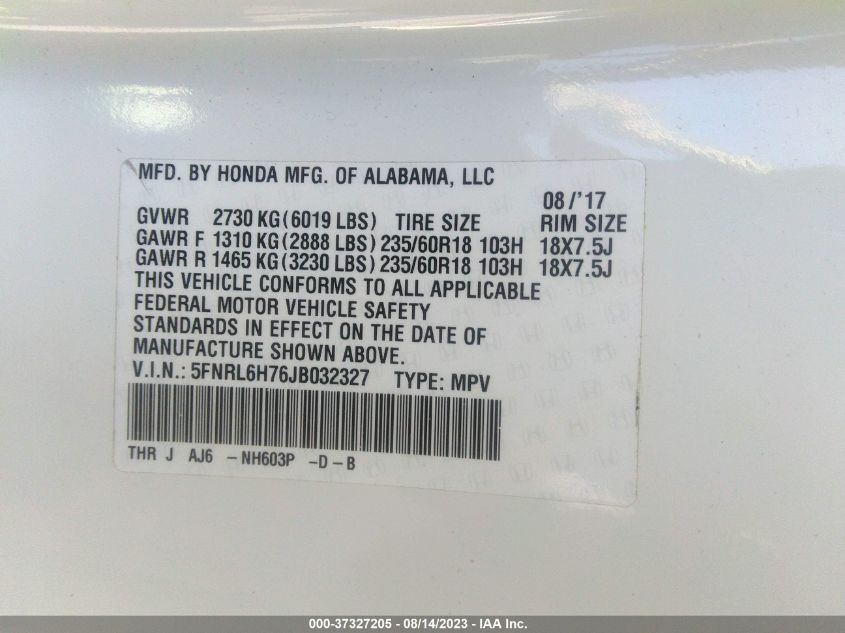 MFD. BY HONDA MFG. OF ALABAMA, LLC
08/'17
GVWR 2730 KG(6019 LBS) TIRE SIZE RIM SIZE
GAWR F 1310 KG(2888 LBS) 235/60R18 103H 18X7.5J
GAWR R 1465 KG(3230 LBS) 235/60R18 103H 18X7.5J
THIS VEHICLE CONFORMS TO ALL APPLICABLE
FEDERAL MOTOR VEHICLE SAFETY
STANDARDS IN EFFECT ON THE DATE OF
MANUFACTURE SHOWN ABOVE.
V.I.N.: 5FNRL6H76JB032327 TYPE: MPV
THR J AJ6 -NH603P -D-B
000-37327205 - 08/14/2023 - IAA Inc.